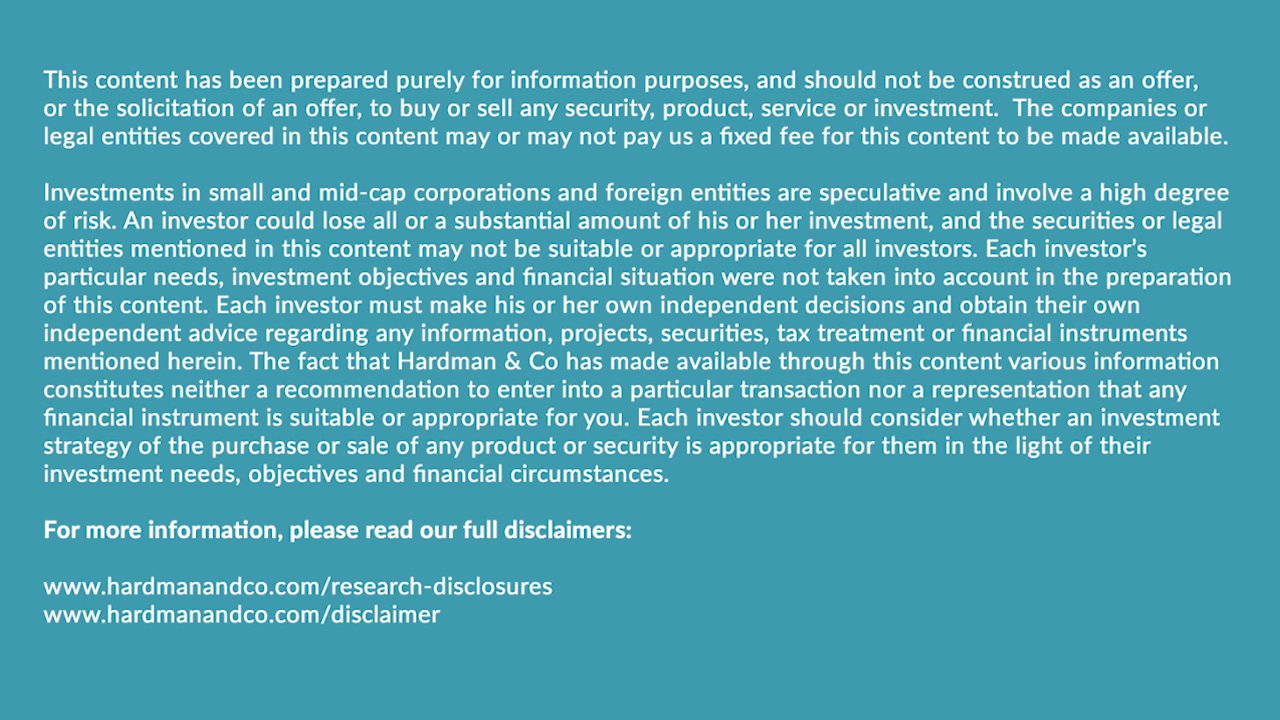 This content has been prepared purely for information purposes, and should not be construed as an offer,
or the solicitation of an offer, to buy or sell any security, product, service or investment.  The companies or
legal entities covered in this content may or may not pay us a fixed fee for this content to be made available.
Investments in small and mid-cap corporations and foreign entities are speculative and involve a high degree
of risk. An investor could lose all or a substantial amount of his or her investment, and the securities or legal
entities mentioned in this content may not be suitable or appropriate for all investors. Each investor’s
particular needs, investment objectives and financial situation were not taken into account in the preparation
of this content. Each investor must make his or her own independent decisions and obtain their own
independent advice regarding any information, projects, securities, tax treatment or financial instruments
mentioned herein. The fact that Hardman & Co has made available through this content various information
constitutes neither a recommendation to enter into a particular transaction nor a representation that any
financial instrument is suitable or appropriate for you. Each investor should consider whether an investment
strategy of the purchase or sale of any product or security is appropriate for them in the light of their
investment needs, objectives and financial circumstances.
For more information, please read our full disclaimers:
www.hardmanandco.com/research-disclosures
www.hardmanandco.com/disclaimer